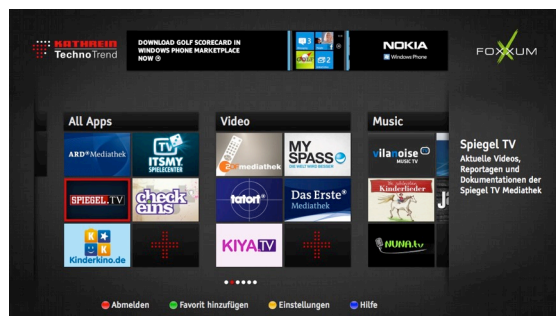 KATHREIN
TechnoTrend
DOWNLOAD GOLF SCORECARD IN
WINDOWS PHONE MARKETPLACE
NOW
NOKIA
Windows Phone
FOXXUM
All Apps
ARD Mediathek
TV
ITSMY
SPIELECENTER
SPIEGEL.TV
check
eins
Kinderkino.de
Video
mediathek
MY
SPASS
tatort
Das Erste
Mediathek
KIYA TV
Music
vilanoise
MUSIC TV
Kinderlieder
NUNA.tv
Spiegel TV
Aktuelle Videos,
Reportagen und
Dokumentationen der
Spiegel TV Mediathek
Abmelden
Favorit hinzufügen
Einstellungen
Hilfe